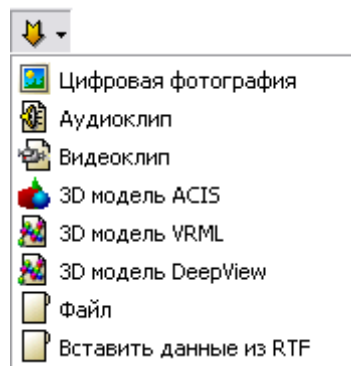 Цифровая фотография
Аудиоклип
Видеоклип
3D модель ACIS
3D модель VRML
3D модель DeepView
Файл
Вставить данные из RTF